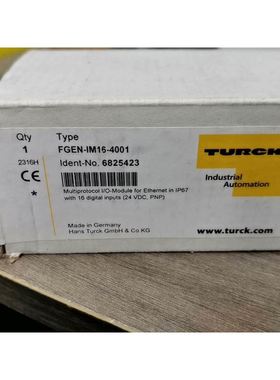 Qty Type
1 FGEN-IM16-4001
2316H Ident-No. 6825423
CE
*
Multiprotocol I/O-Module for Ethernet in IP67
with 16 digital inputs (24 VDC, PNP)
Made in Germany
Hans Turck GmbH & Co KG
TURCK
Industrial
Automation
www.turck.com